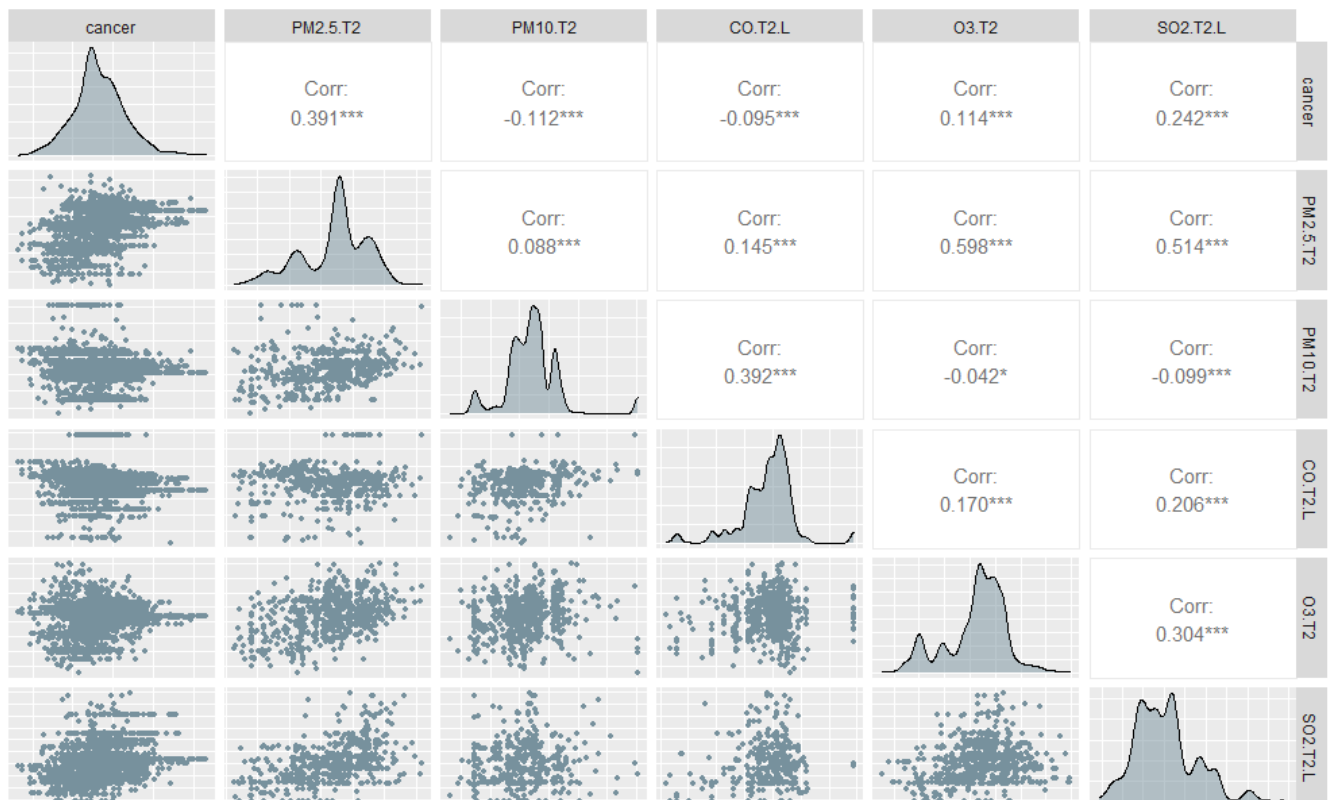 cancer PM2.5.T2 PM10.T2 CO.T2.L O3.T2 SO2.T2.L
Corr: Corr: Corr: Corr: Corr:
0.391*** -0.112*** -0.095*** 0.114*** 0.242***
cancer
Corr: Corr: Corr: Corr:
0.088*** 0.145*** 0.598*** 0.514***
PM2.5.T2
Corr: Corr: Corr:
0.392*** -0.042* -0.099***
PM10.T2
Corr: Corr:
0.170*** 0.206***
CO.T2.L
Corr:
0.304***
O3.T2
SO2.T2.L